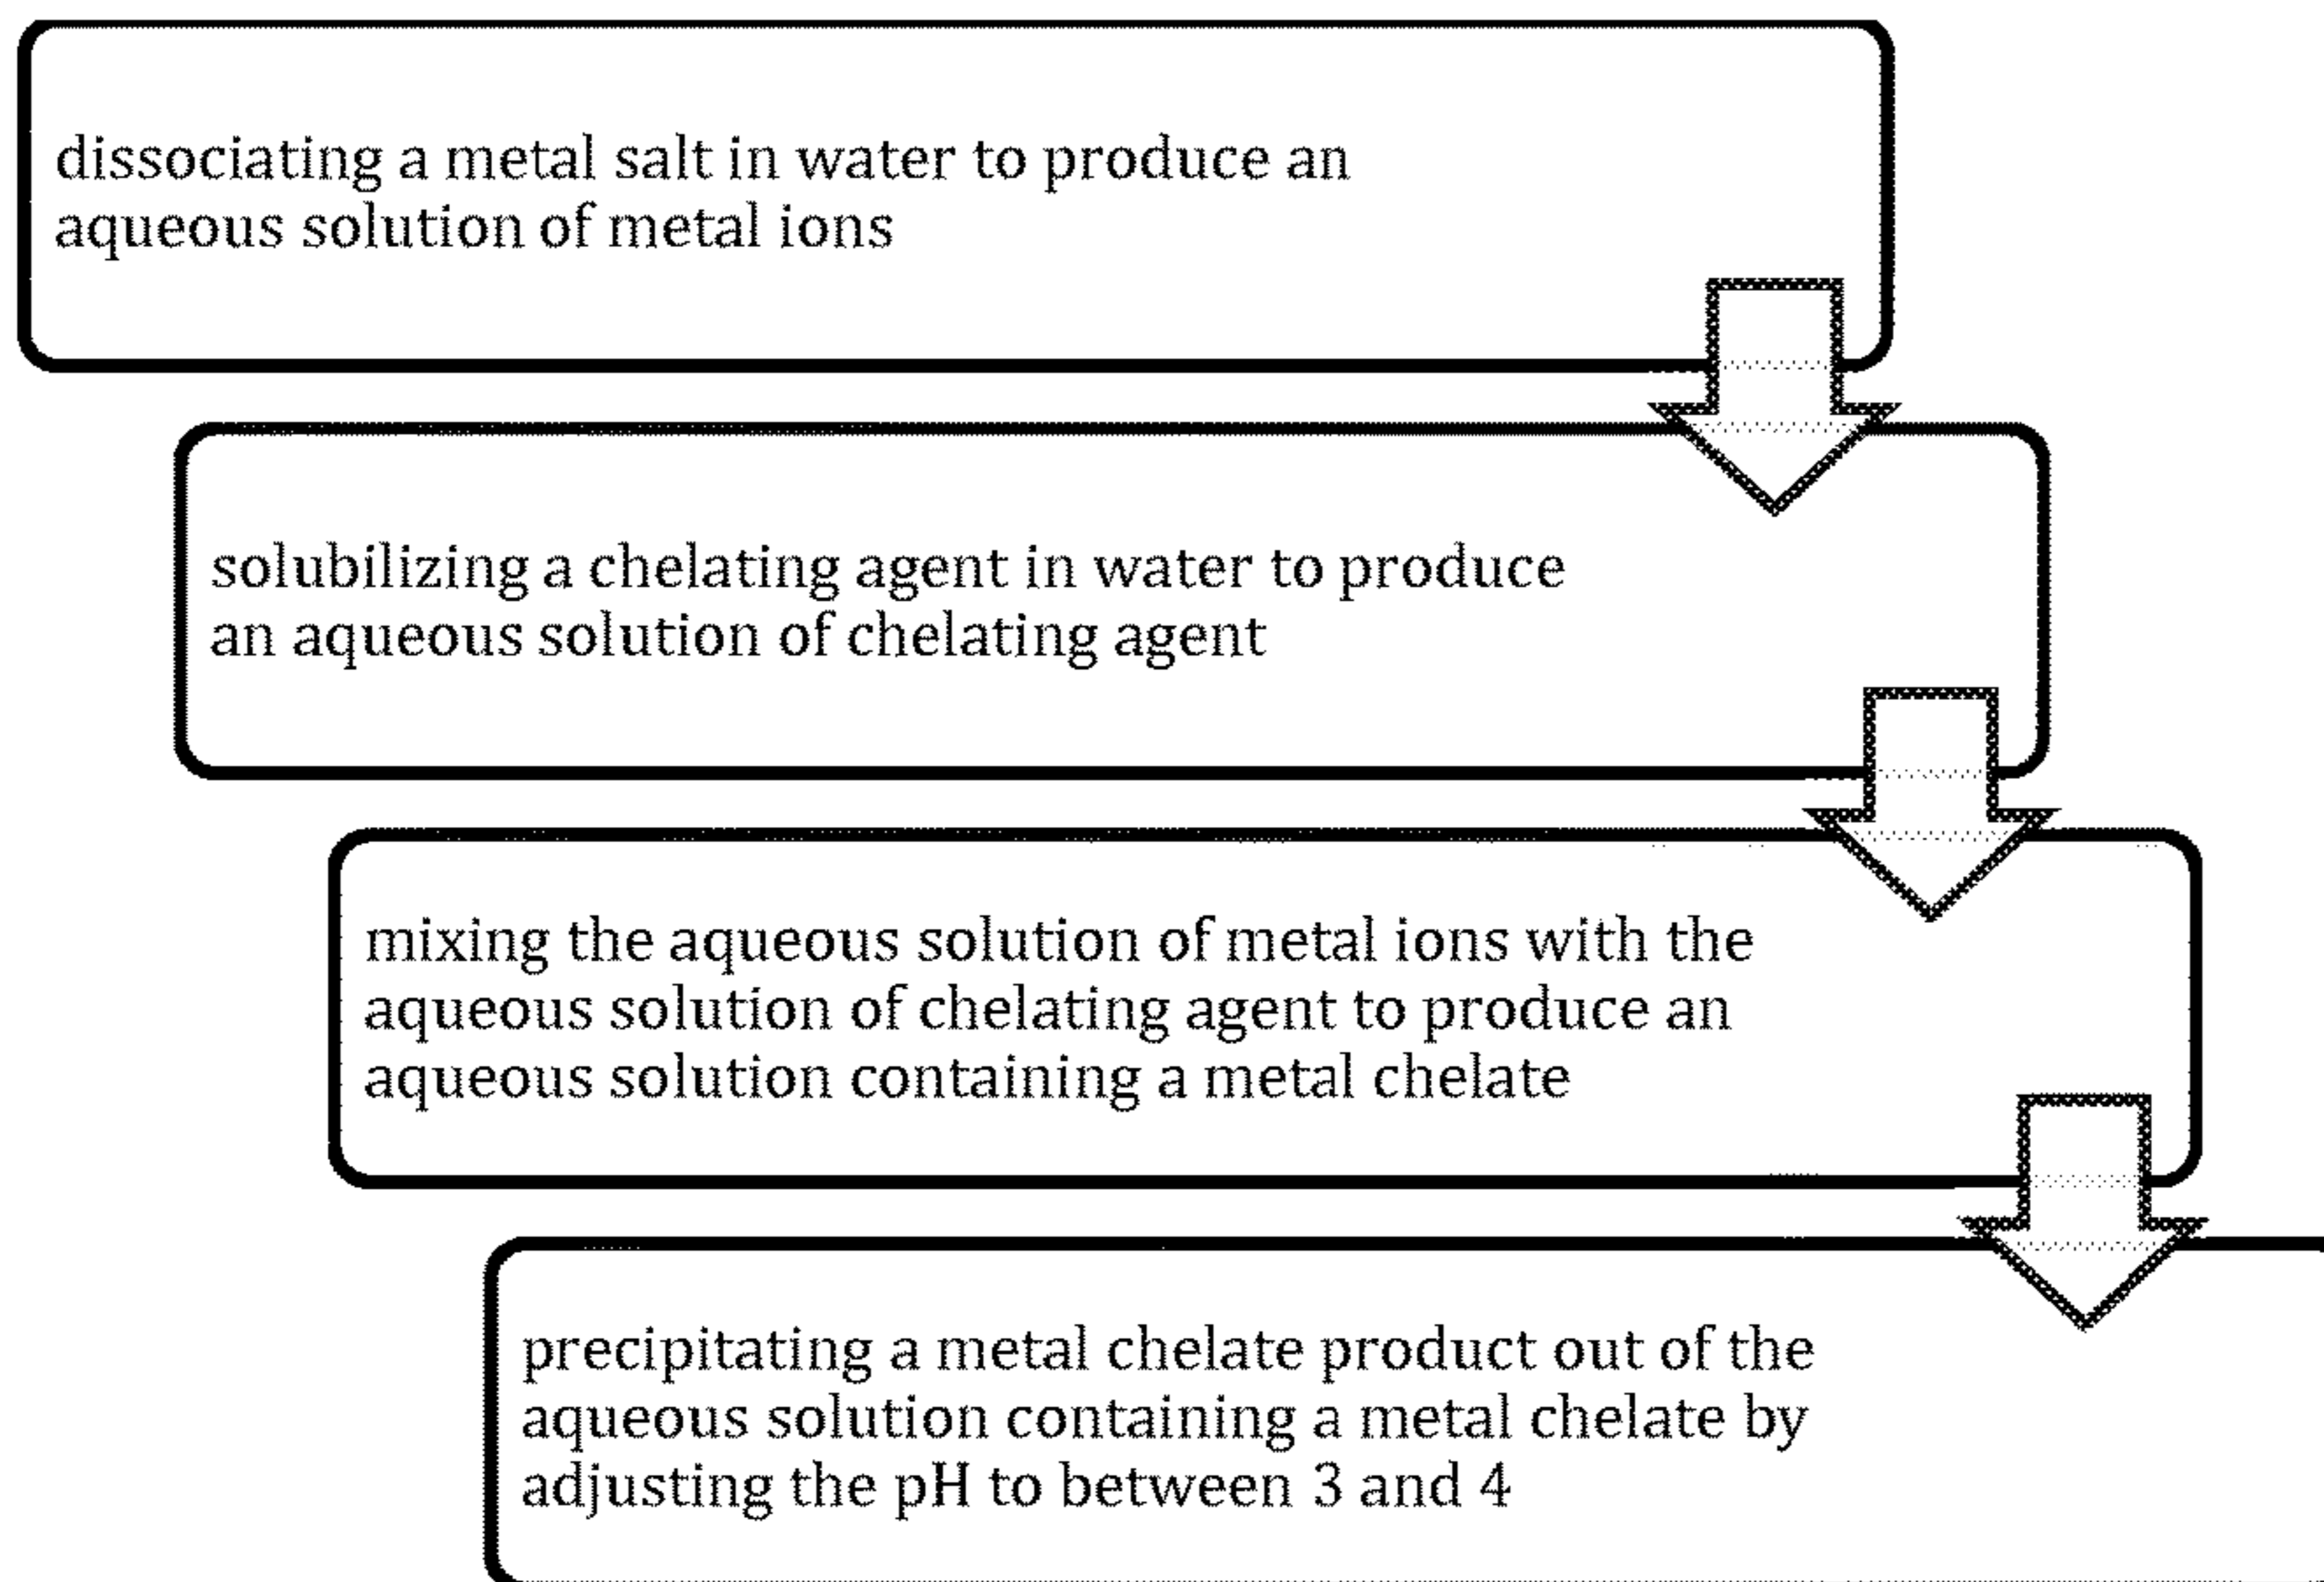 dissociating a metal salt in water to produce an
aqueous solution of metal ions
solubilizing a chelating agent in water to produce
an aqueous solution of chelating agent
mixing the aqueous solution of metal ions with the
aqueous solution of chelating agent to produce an
aqueous solution containing a metal chelate
precipitating a metal chelate product out of the
aqueous solution containing a metal chelate by
adjusting the pH to between 3 and 4